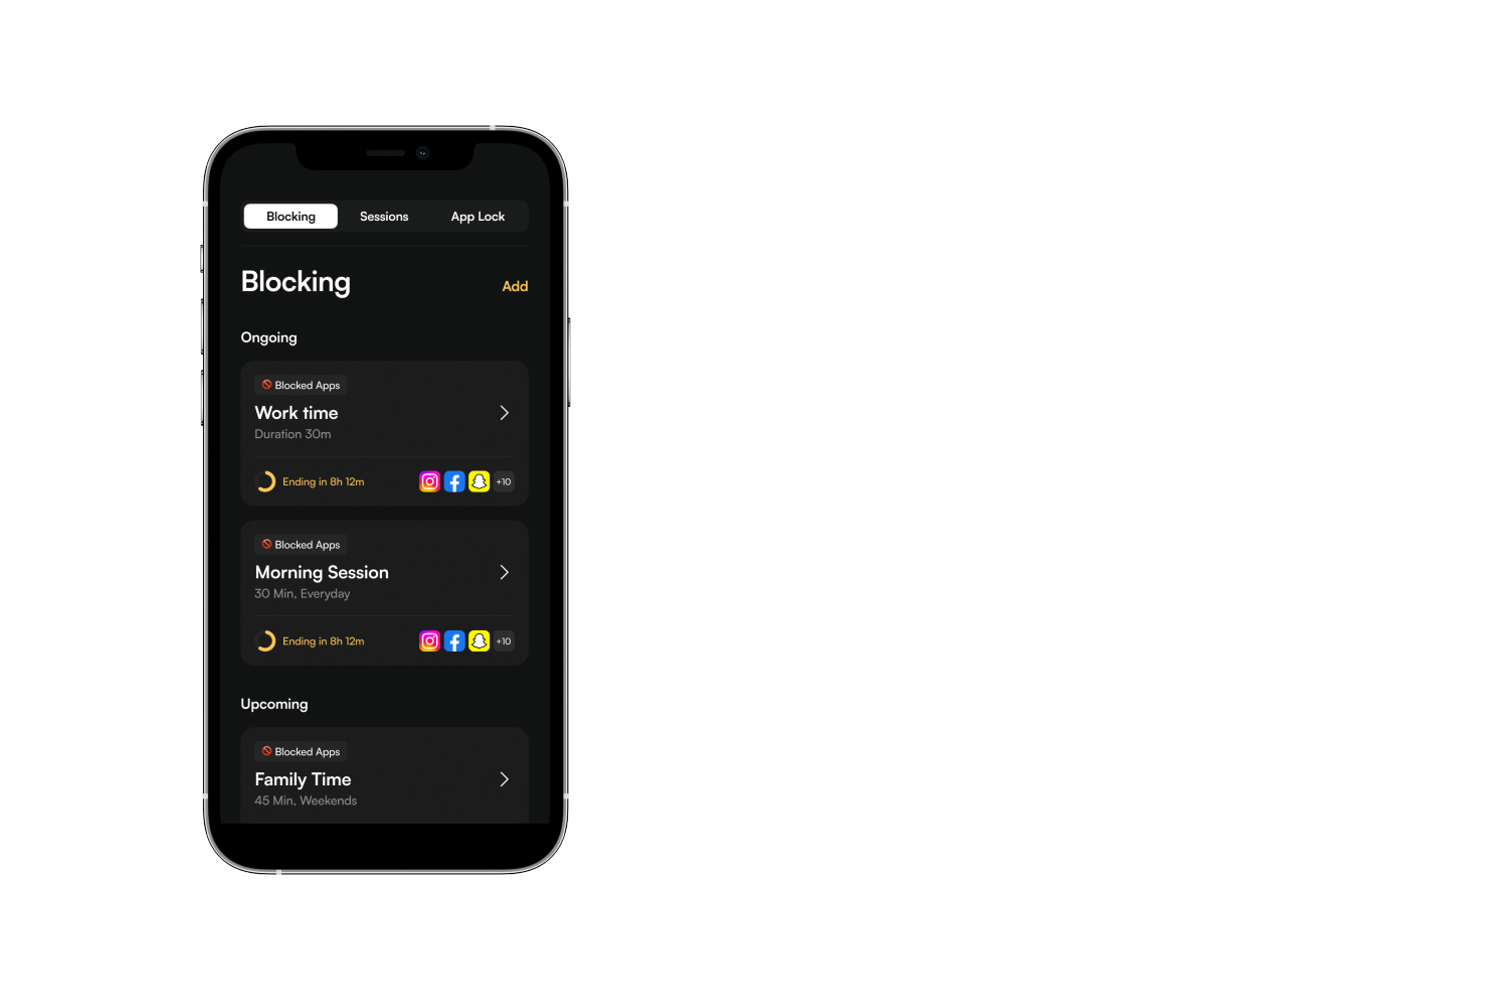 Blocking Sessions App Lock
Blocking
Add
Ongoing
Blocked Apps
Work time
Duration 30m
Ending in 8h 12m
+10
Blocked Apps
Morning Session
30 Min, Everyday
Ending in 8h 12m
+10
Upcoming
Blocked Apps
Family Time
45 Min, Weekends